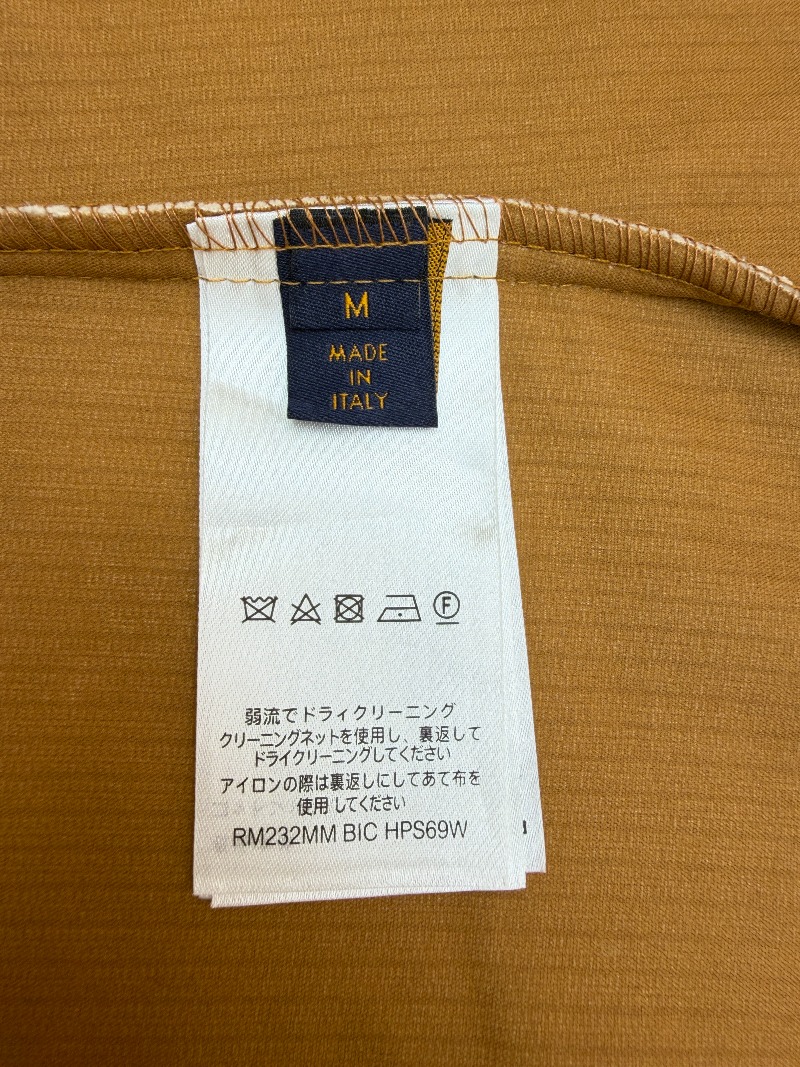 M
MADE
IN
ITALY
F
弱流でドライクリーニング
クリーニングネットを使用し、裏返して
ドライクリーニングしてください
アイロンの際は裏返しにしてあて布を
使用 してください
RM232MM BIC HPS69W